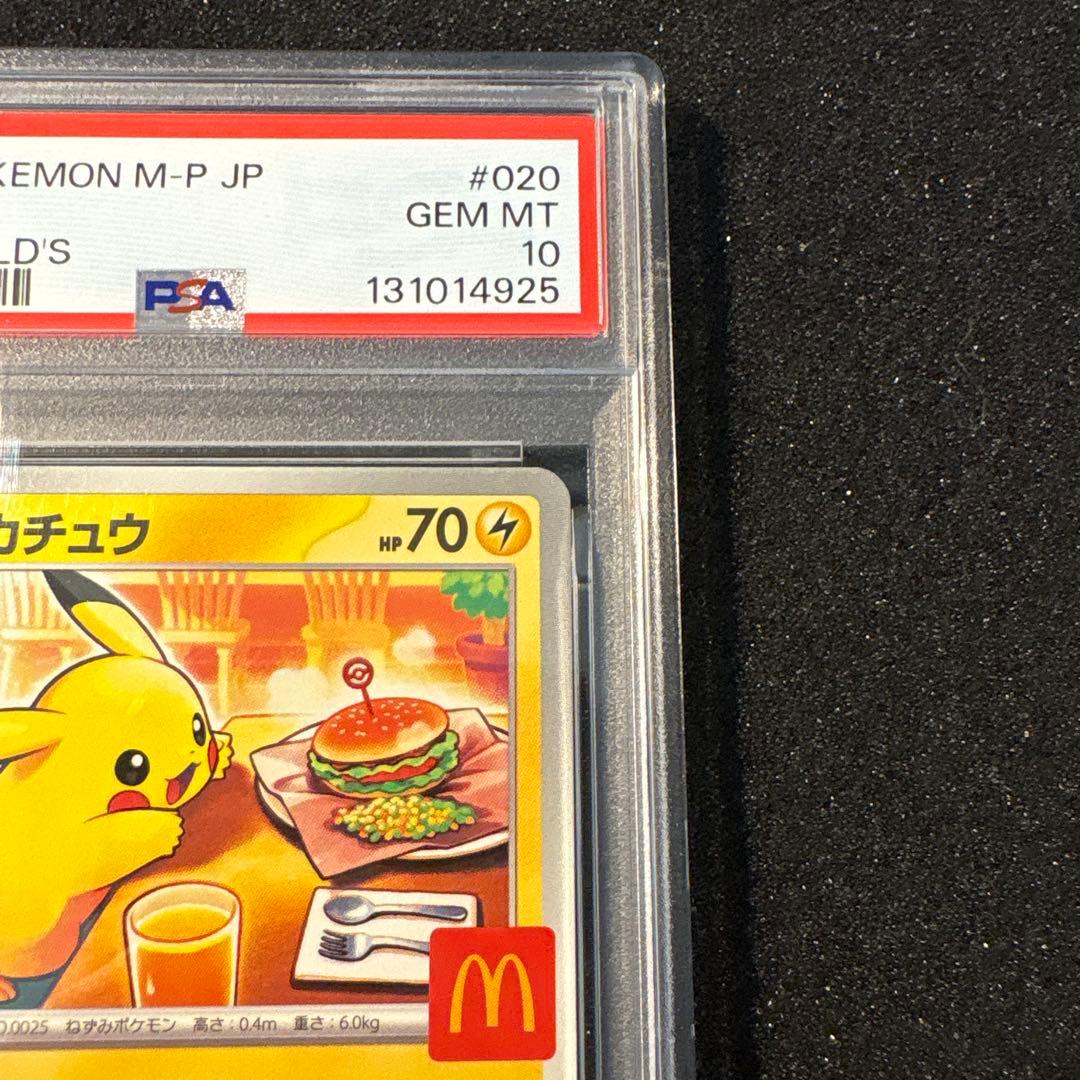 KEMON M-P JP #020
GEM MT
LD'S 10
PSA 131014925
カチュウ HP 70
.0025 ねずみポケモン 高さ:0.4m 重さ:6.0kg